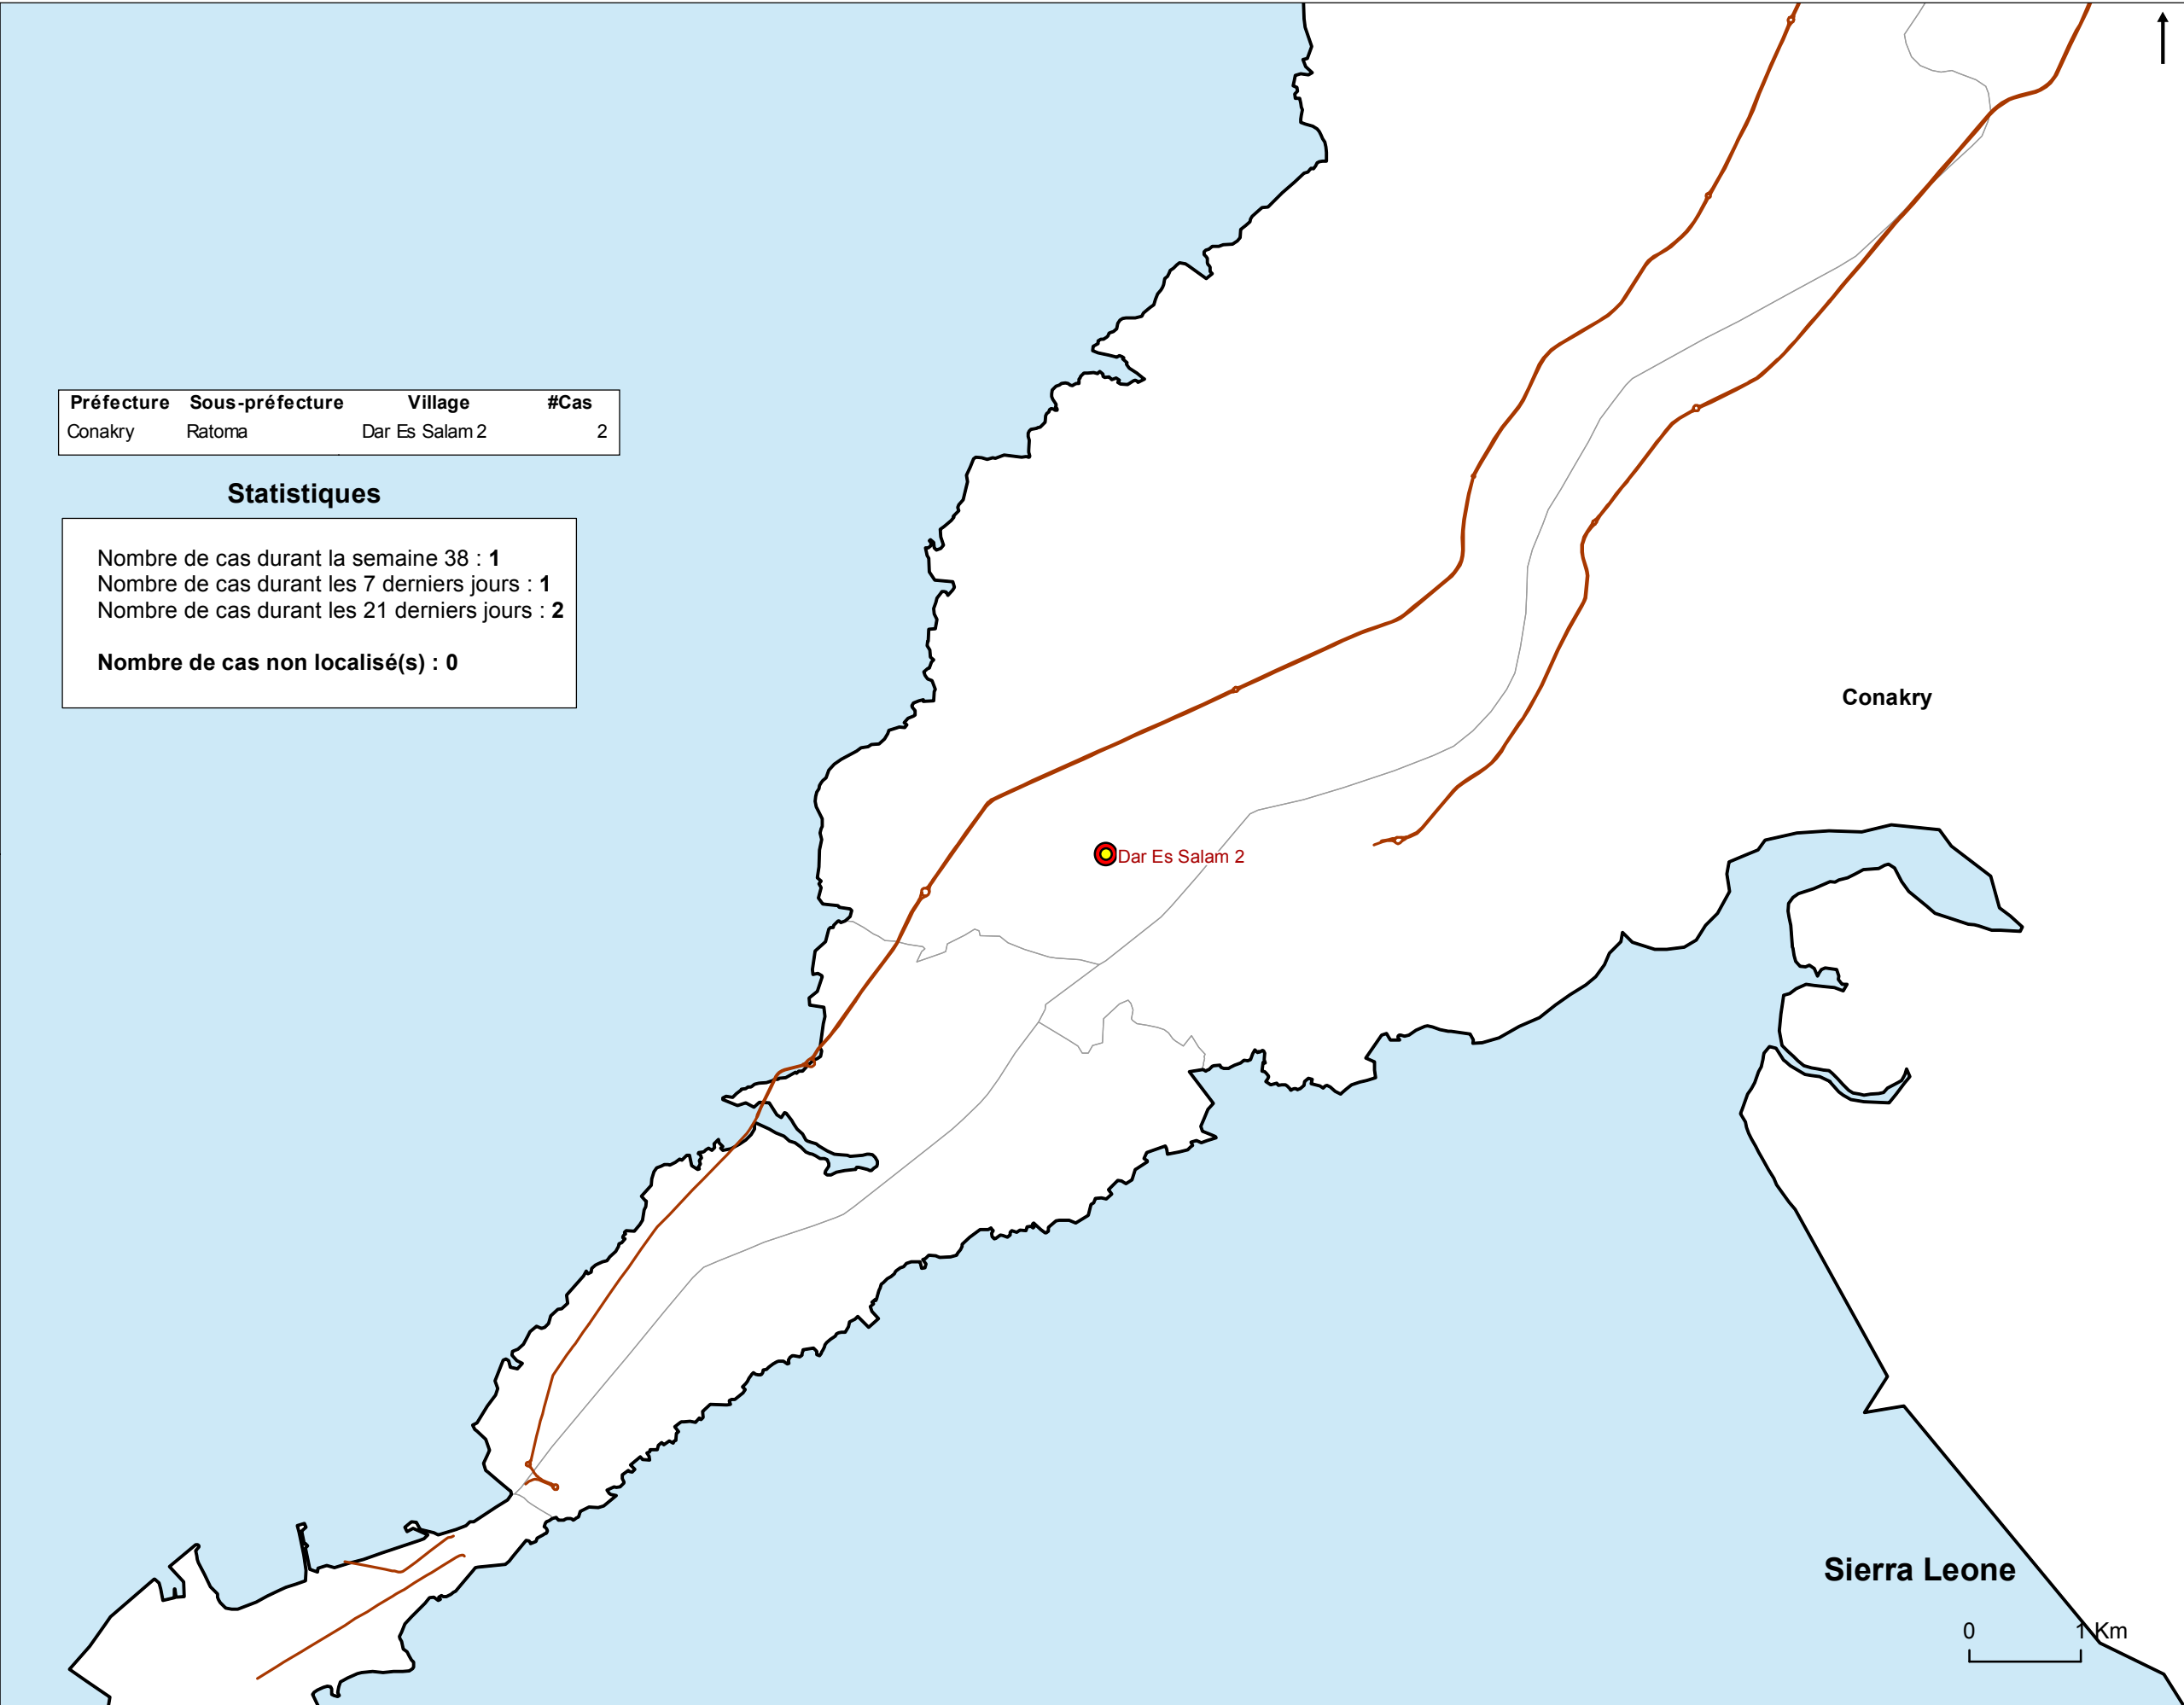 Préfecture Sous-préfecture Village #Cas
Conakry Ratoma Dar Es Salam 2 2
Statistiques
Nombre de cas durant la semaine 38 : 1
Nombre de cas durant les 7 derniers jours : 1
Nombre de cas durant les 21 derniers jours : 2
Nombre de cas non localisé(s) : 0
Conakry
Dar Es Salam 2
Sierra Leone
0 1 Km